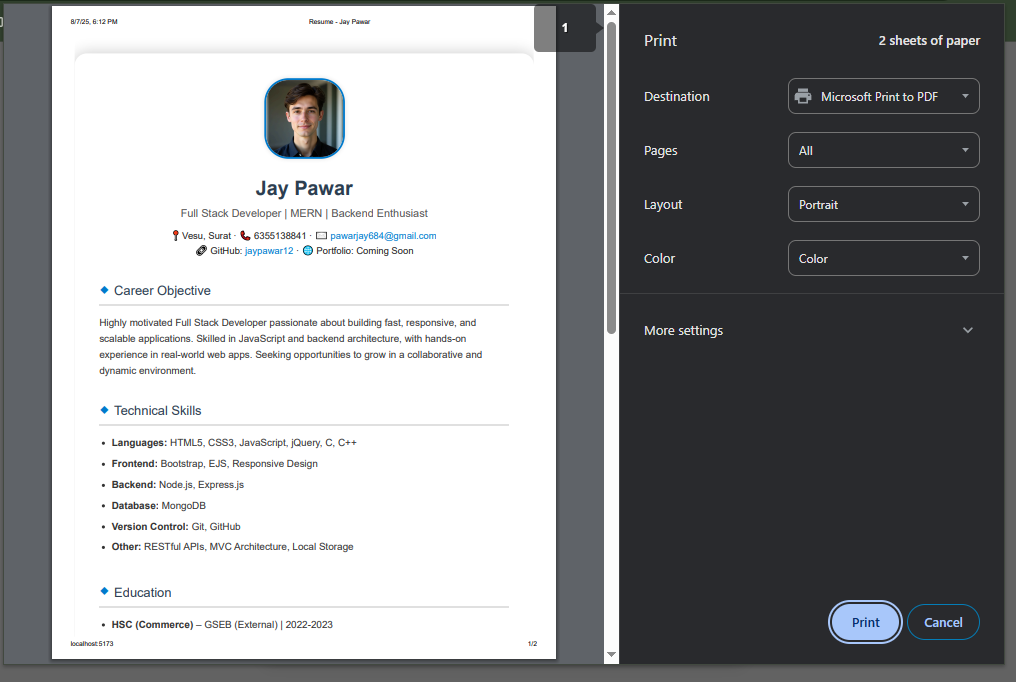 8/7/25, 6:12 PM
Resume - Jay Pawar
1
Jay Pawar
Full Stack Developer | MERN | Backend Enthusiast
Vesu, Surat · 6355138841 · pawarjay684@gmail.com
GitHub: jaypawar12 · Portfolio: Coming Soon
Career Objective
Highly motivated Full Stack Developer passionate about building fast, responsive, and
scalable applications. Skilled in JavaScript and backend architecture, with hands-on
experience in real-world web apps. Seeking opportunities to grow in a collaborative and
dynamic environment.
Technical Skills
• Languages: HTML5, CSS3, JavaScript, jQuery, C, C++
• Frontend: Bootstrap, EJS, Responsive Design
• Backend: Node.js, Express.js
• Database: MongoDB
• Version Control: Git, GitHub
• Other: RESTful APIs, MVC Architecture, Local Storage
Education
• HSC (Commerce) – GSEB (External) | 2022-2023
localhost:5173
1/2
Print
2 sheets of paper
Destination
Microsoft Print to PDF
Pages
All
Layout
Portrait
Color
Color
More settings
Print
Cancel